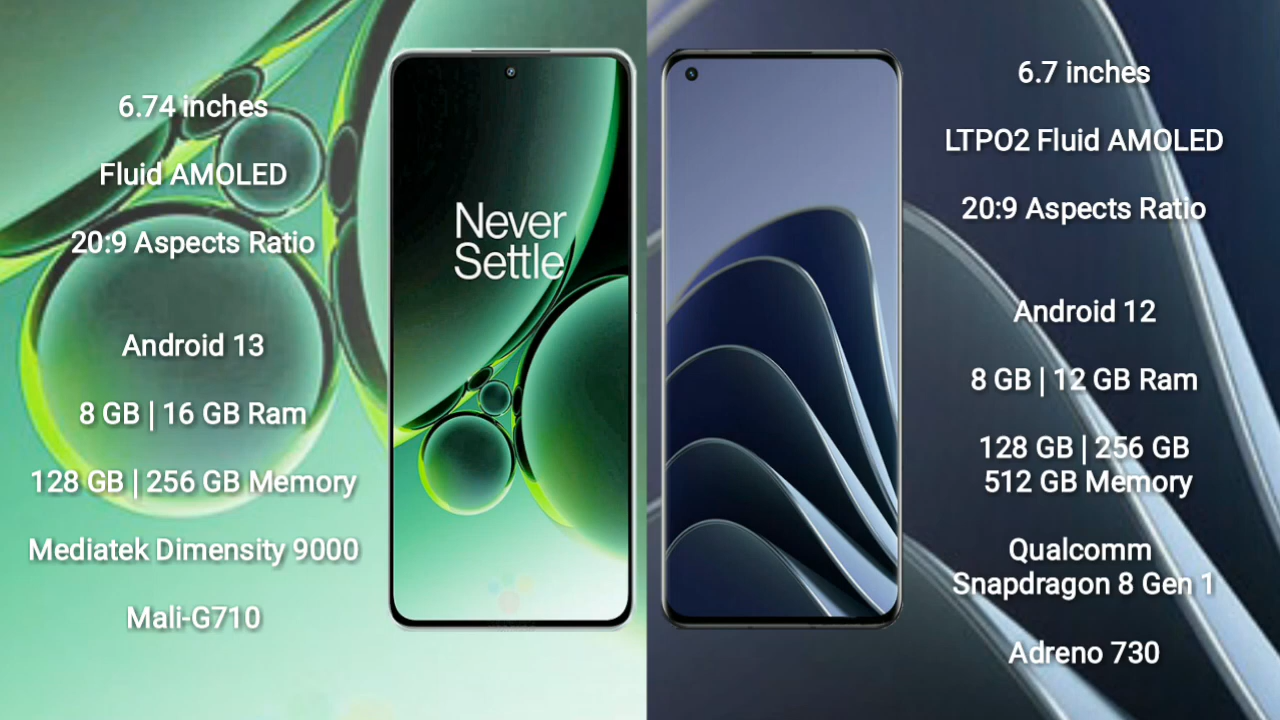 6.74 inches
Fluid AMOLED
20:9 Aspects Ratio
Android 13
8 GB | 16 GB Ram
128 GB | 256 GB Memory
Mediatek Dimensity 9000
Mali-G710
Never
Settle
6.7 inches
LTPO2 Fluid AMOLED
20:9 Aspects Ratio
Android 12
8 GB | 12 GB Ram
128 GB | 256 GB
512 GB Memory
Qualcomm
Snapdragon 8 Gen 1
Adreno 730